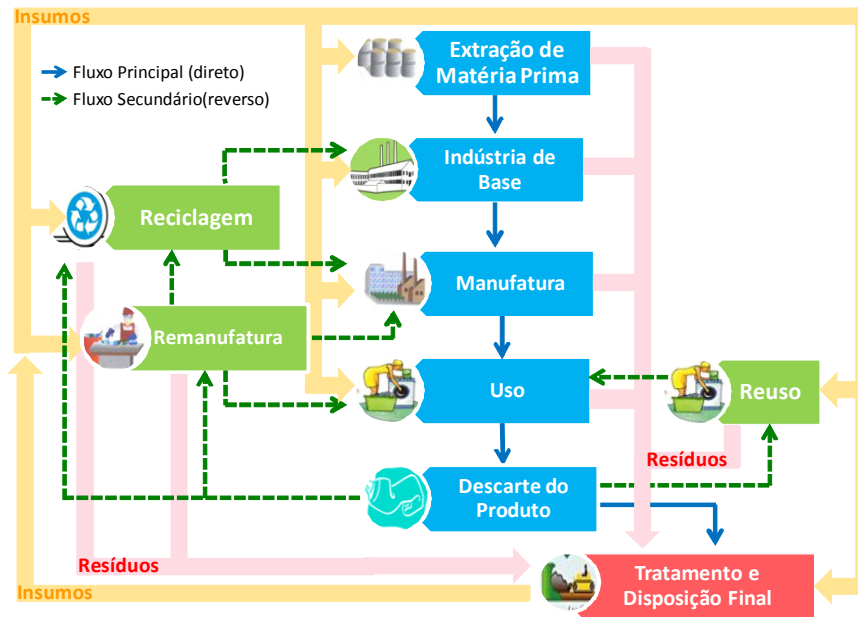 Insumos
Fluxo Principal (direto)
Fluxo Secundário(reverso)
Extração de
Matéria Prima
Indústria de
Base
Reciclagem
Manufatura
Remanufatura
Uso
Reuso
Resíduos
Descarte do
Produto
Resíduos
Insumos
Tratamento e
Disposição Final